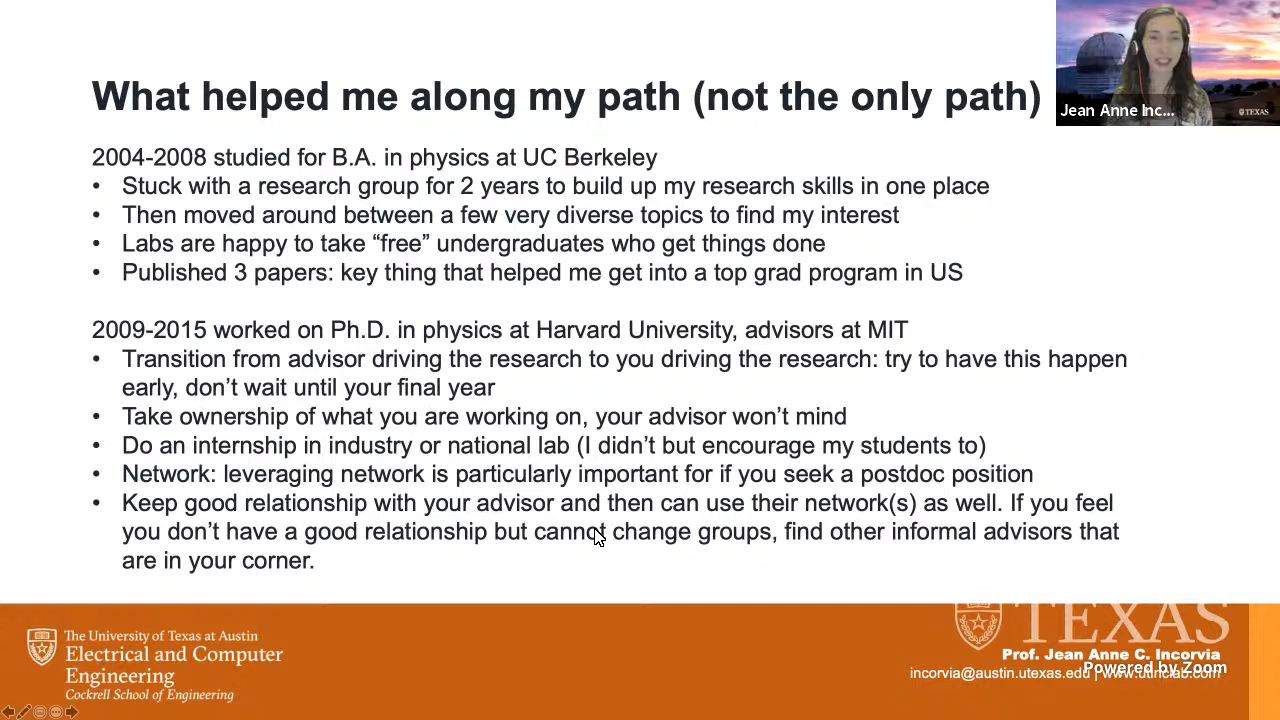 What helped me along my path (not the only path)
Jean Anne Inc...
TEXAS
2004-2008 studied for B.A. in physics at UC Berkeley
• Stuck with a research group for 2 years to build up my research skills in one place
• Then moved around between a few very diverse topics to find my interest
• Labs are happy to take “free” undergraduates who get things done
• Published 3 papers: key thing that helped me get into a top grad program in US
2009-2015 worked on Ph.D. in physics at Harvard University, advisors at MIT
• Transition from advisor driving the research to you driving the research: try to have this happen
early, don’t wait until your final year
• Take ownership of what you are working on, your advisor won’t mind
• Do an internship in industry or national lab (I didn’t but encourage my students to)
• Network: leveraging network is particularly important for if you seek a postdoc position
• Keep good relationship with your advisor and then can use their network(s) as well. If you feel
you don’t have a good relationship but cannot change groups, find other informal advisors that
are in your corner.
The University of Texas at Austin
Electrical and Computer
Engineering
Cockrell School of Engineering
TEXAS
Prof. Jean Anne C. Incorvia
Powered by Zoom
incorvia@austin.utexas.edu | www.utinclab.com